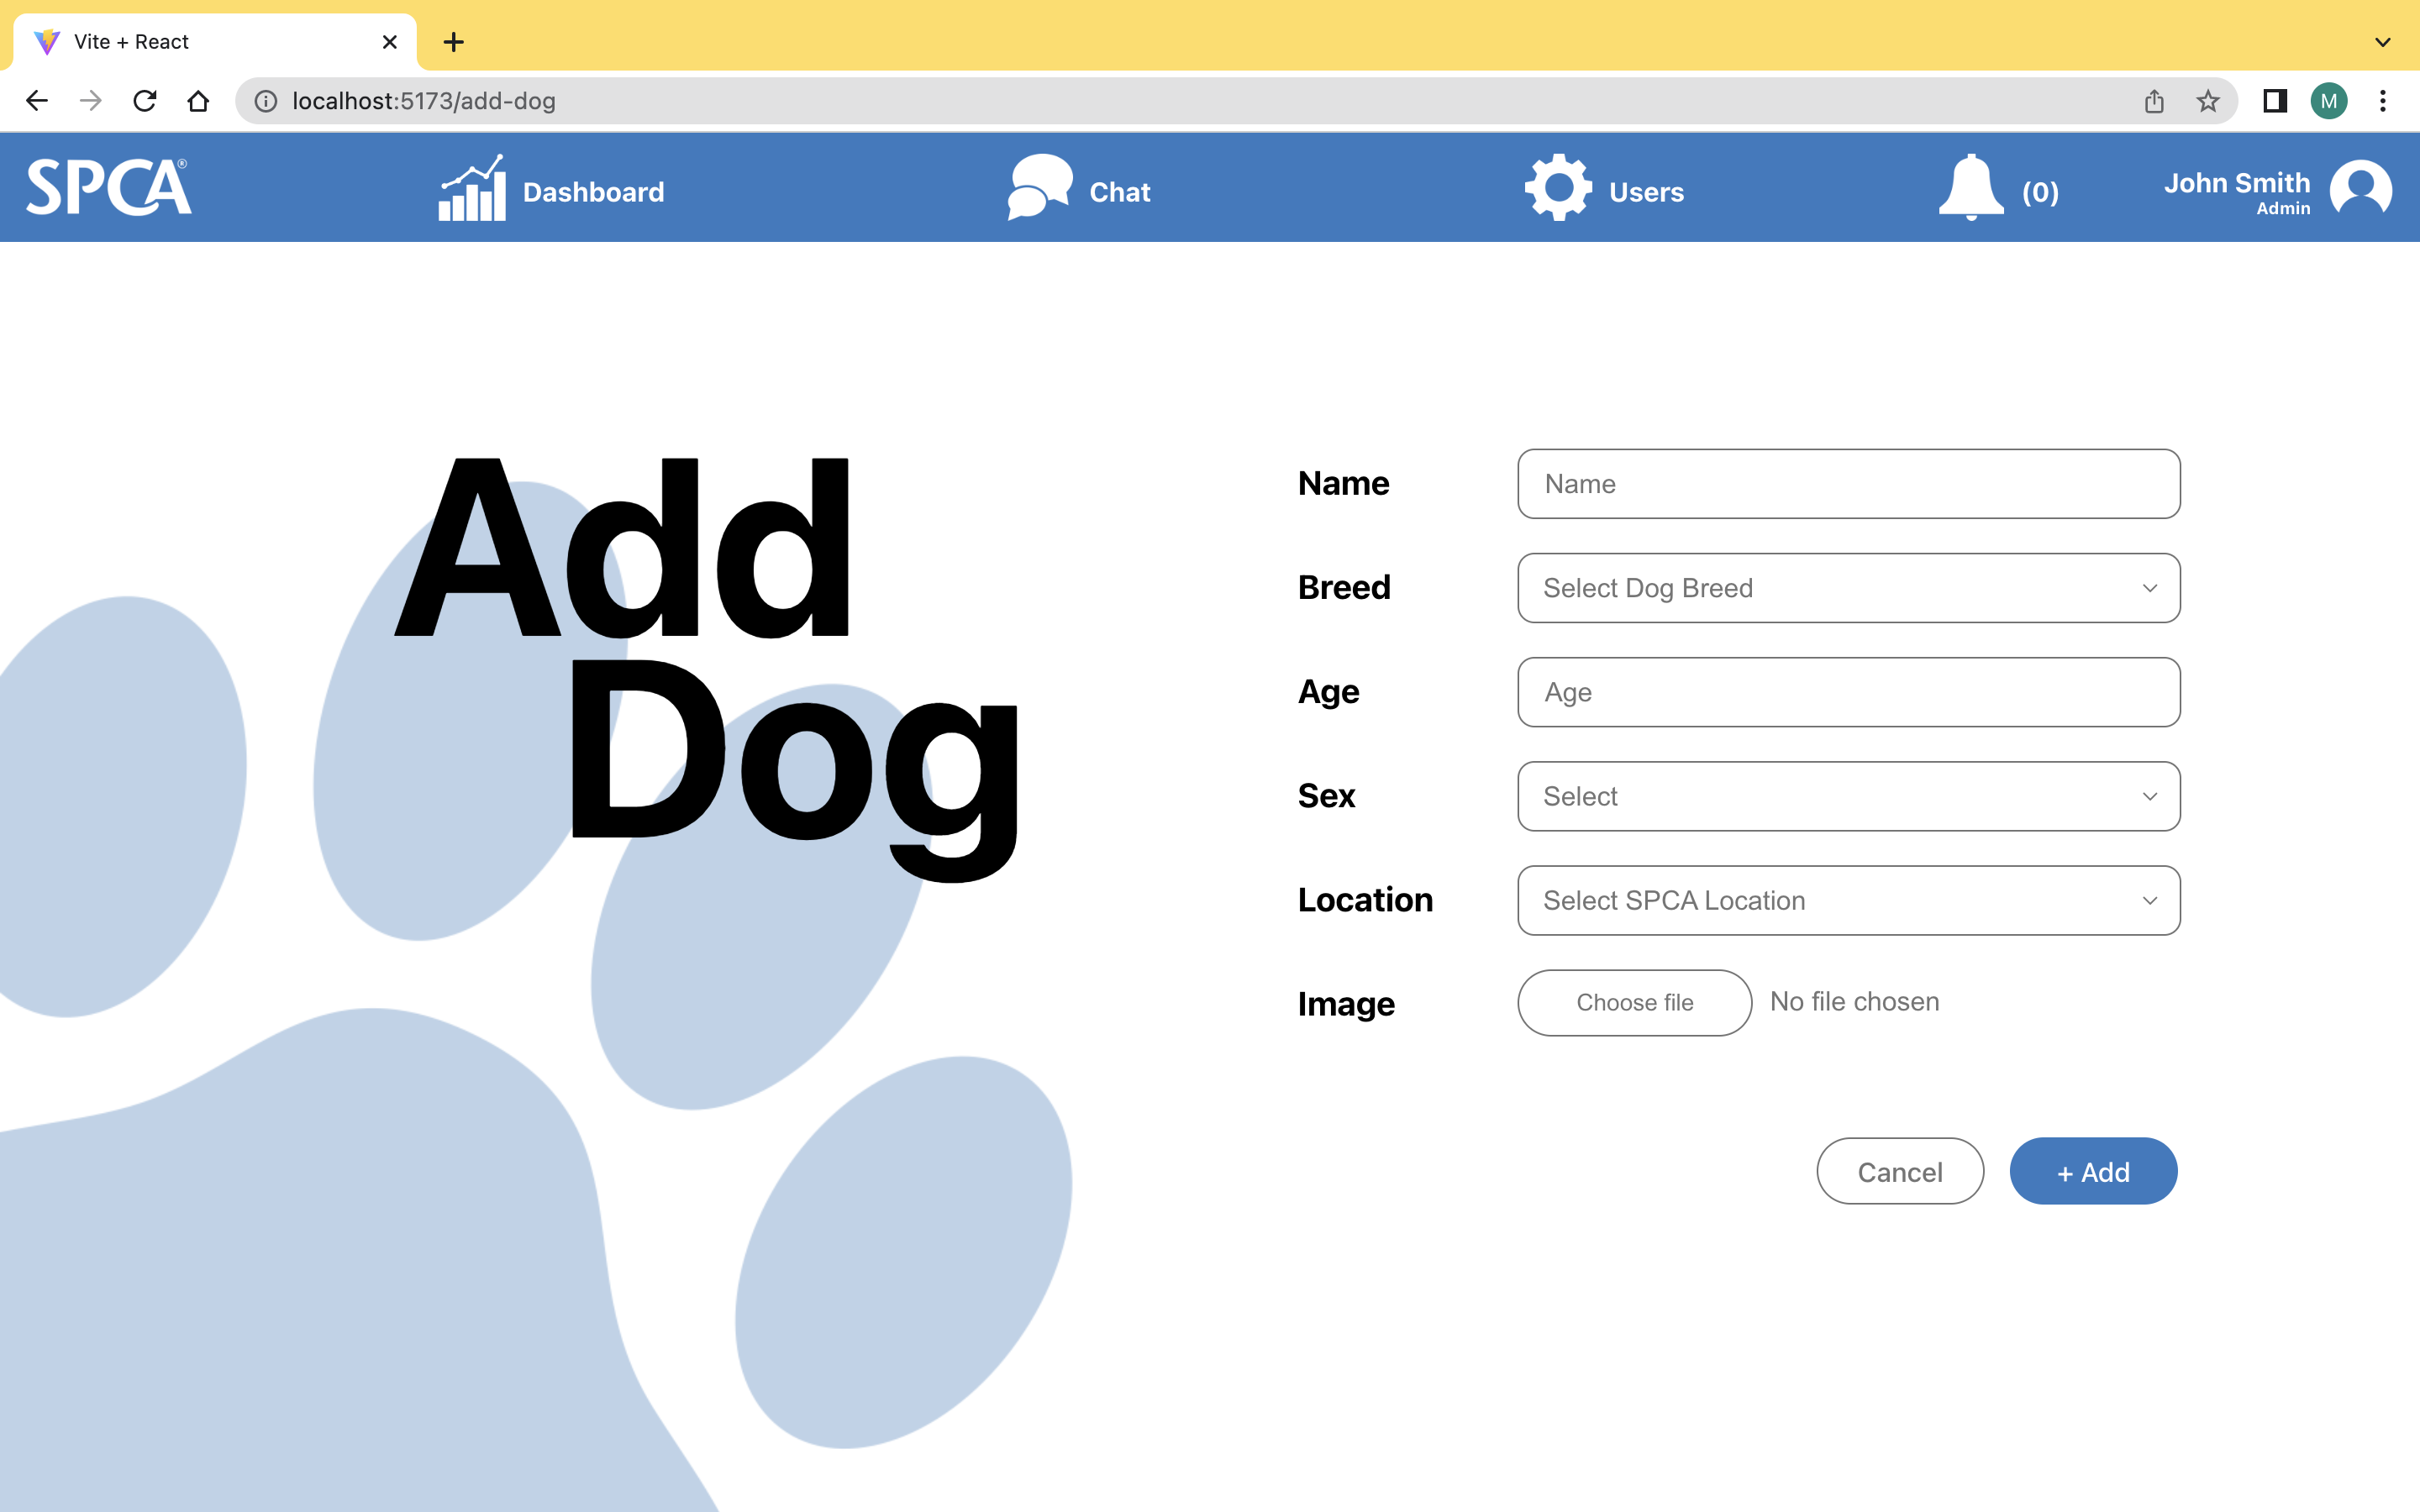 Vite + React
localhost:5173/add-dog
M
SPCA®
Dashboard
Chat
Users
(0)
John Smith
Admin
Add
Dog
Name
Name
Breed
Select Dog Breed
Age
Age
Sex
Select
Location
Select SPCA Location
Image
Choose file
No file chosen
Cancel
+ Add